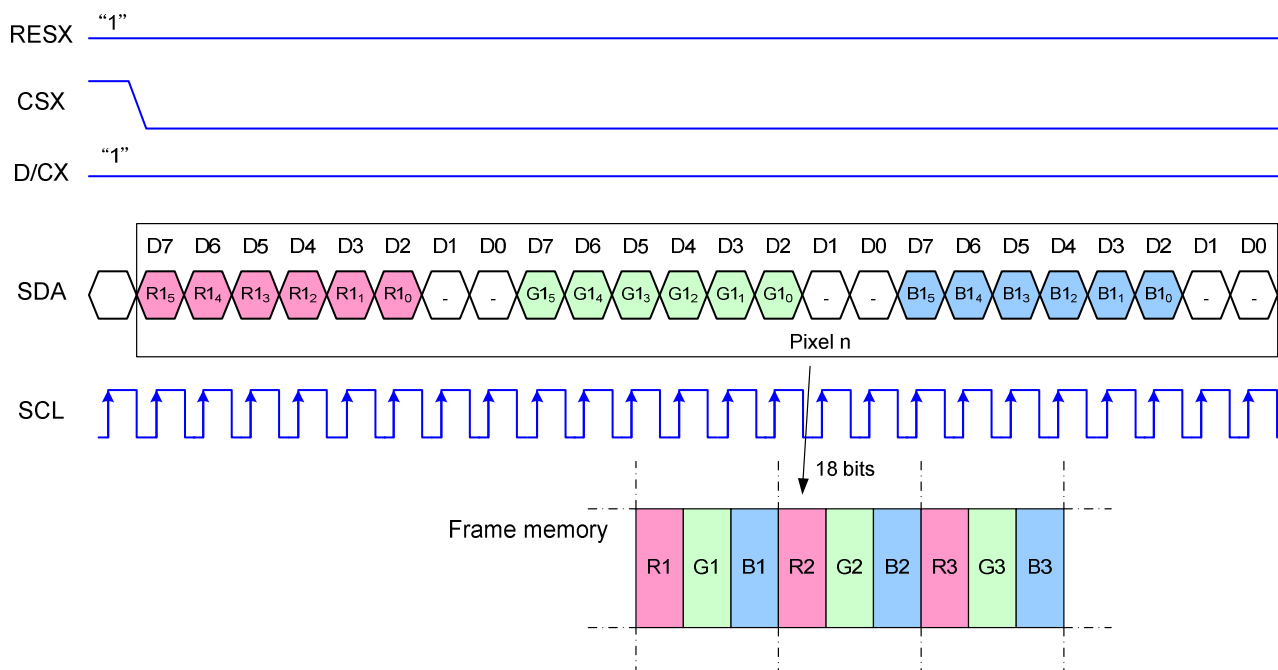 RESX “1”
CSX
D/CX “1”
D7 D6 D5 D4 D3 D2 D1 D0 D7 D6 D5 D4 D3 D2 D1 D0 D7 D6 D5 D4 D3 D2 D1 D0
SDA R1₅ R1₄ R1₃ R1₂ R1₁ R1₀ - - G1₅ G1₄ G1₃ G1₂ G1₁ G1₀ - - B1₅ B1₄ B1₃ B1₂ B1₁ B1₀ - -
Pixel n
SCL
18 bits
Frame memory
R1 G1 B1 R2 G2 B2 R3 G3 B3